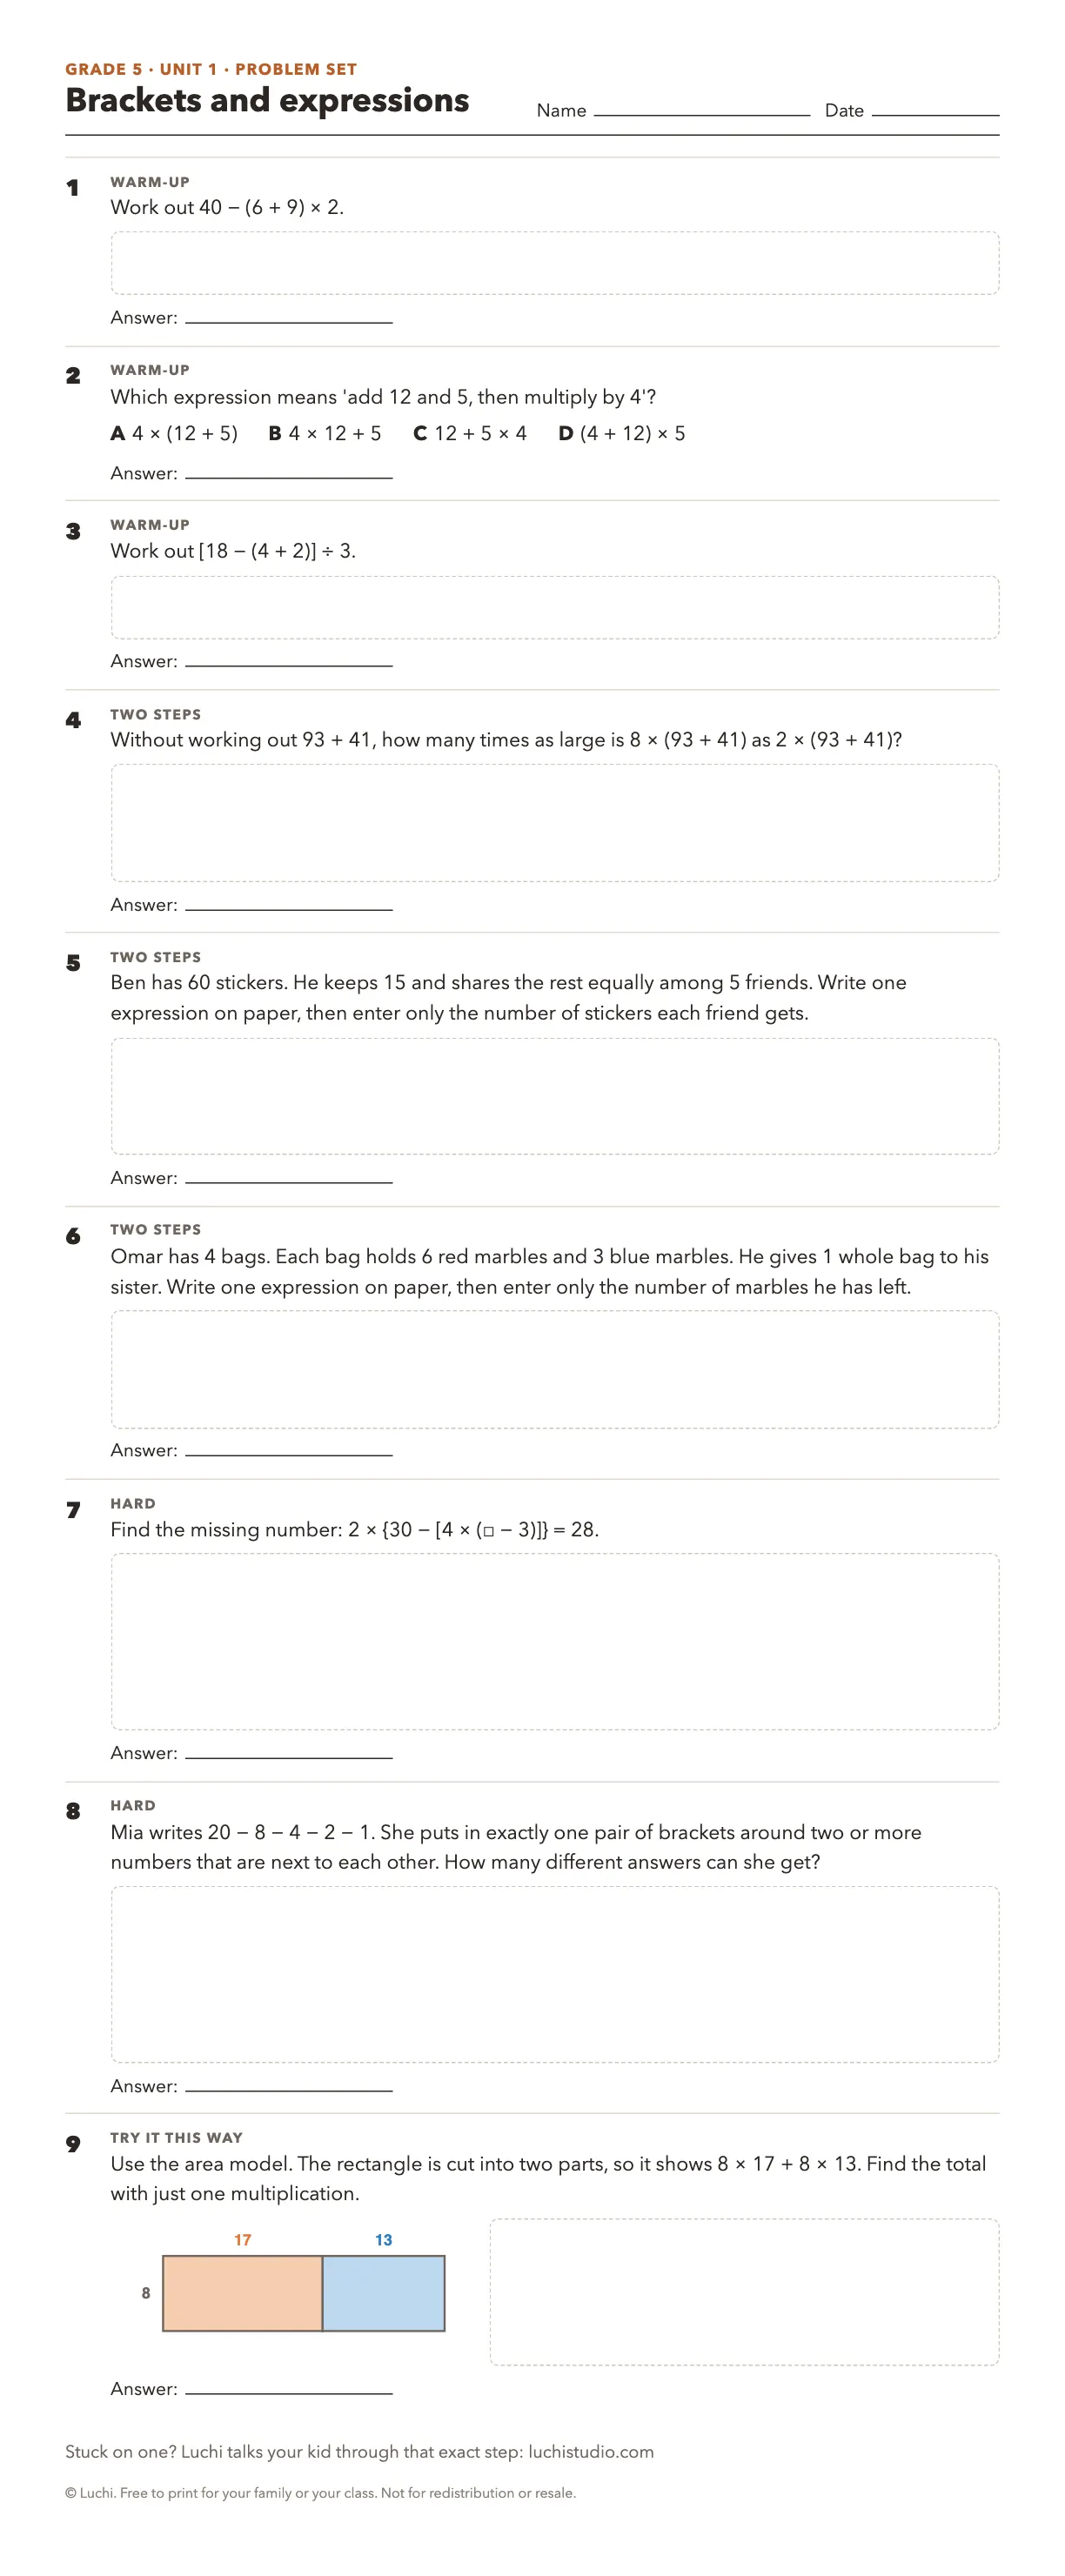 GRADE 5 · UNIT 1 · PROBLEM SET
Brackets and expressions
Name Date
1
WARM-UP
Work out 40 − (6 + 9) × 2.
Answer:
2
WARM-UP
Which expression means 'add 12 and 5, then multiply by 4'?
A 4 × (12 + 5) B 4 × 12 + 5 C 12 + 5 × 4 D (4 + 12) × 5
Answer:
3
WARM-UP
Work out [18 − (4 + 2)] ÷ 3.
Answer:
4
TWO STEPS
Without working out 93 + 41, how many times as large is 8 × (93 + 41) as 2 × (93 + 41)?
Answer:
5
TWO STEPS
Ben has 60 stickers. He keeps 15 and shares the rest equally among 5 friends. Write one
expression on paper, then enter only the number of stickers each friend gets.
Answer:
6
TWO STEPS
Omar has 4 bags. Each bag holds 6 red marbles and 3 blue marbles. He gives 1 whole bag to his
sister. Write one expression on paper, then enter only the number of marbles he has left.
Answer:
7
HARD
Find the missing number: 2 × {30 − [4 × (□ − 3)]} = 28.
Answer:
8
HARD
Mia writes 20 − 8 − 4 − 2 − 1. She puts in exactly one pair of brackets around two or more
numbers that are next to each other. How many different answers can she get?
Answer:
9
TRY IT THIS WAY
Use the area model. The rectangle is cut into two parts, so it shows 8 × 17 + 8 × 13. Find the total
with just one multiplication.
17 13
8
Answer:
Stuck on one? Luchi talks your kid through that exact step: luchistudio.com
© Luchi. Free to print for your family or your class. Not for redistribution or resale.